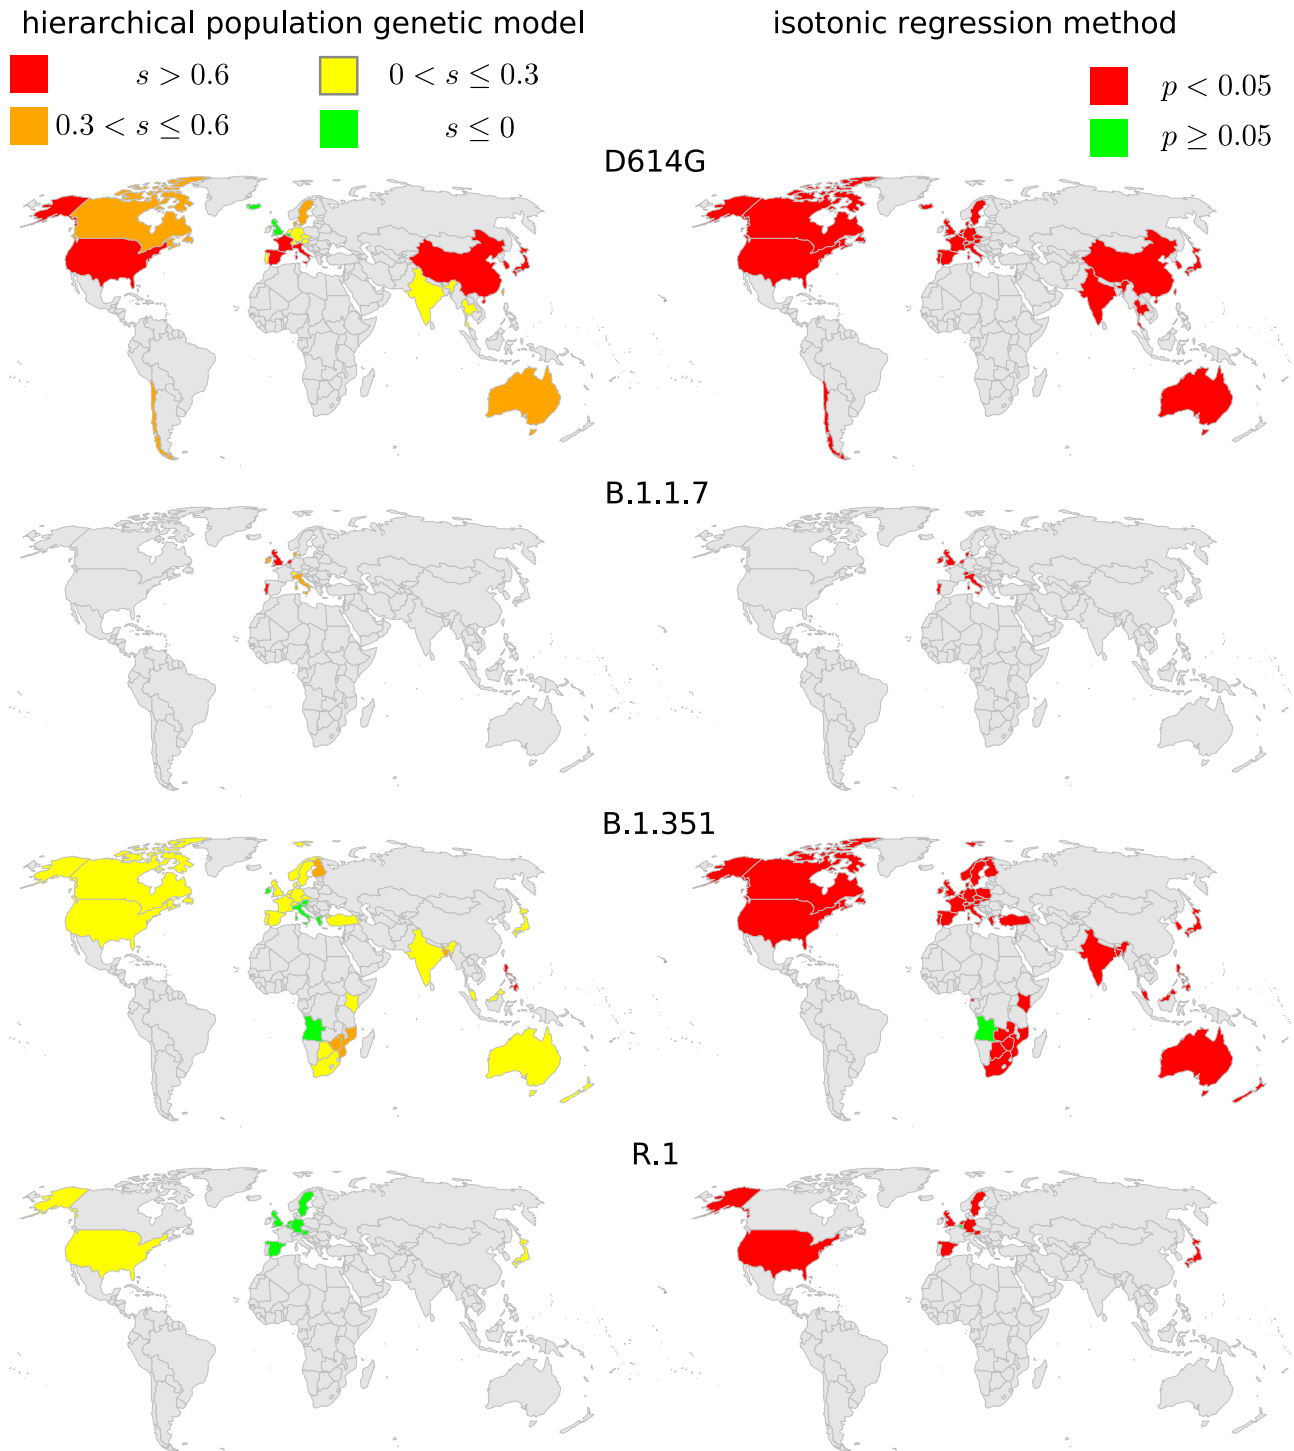 hierarchical population genetic model
isotonic regression method
s > 0.6
0 < s ≤ 0.3
0.3 < s ≤ 0.6
s ≤ 0
p < 0.05
p ≥ 0.05
D614G
B.1.1.7
B.1.351
R.1